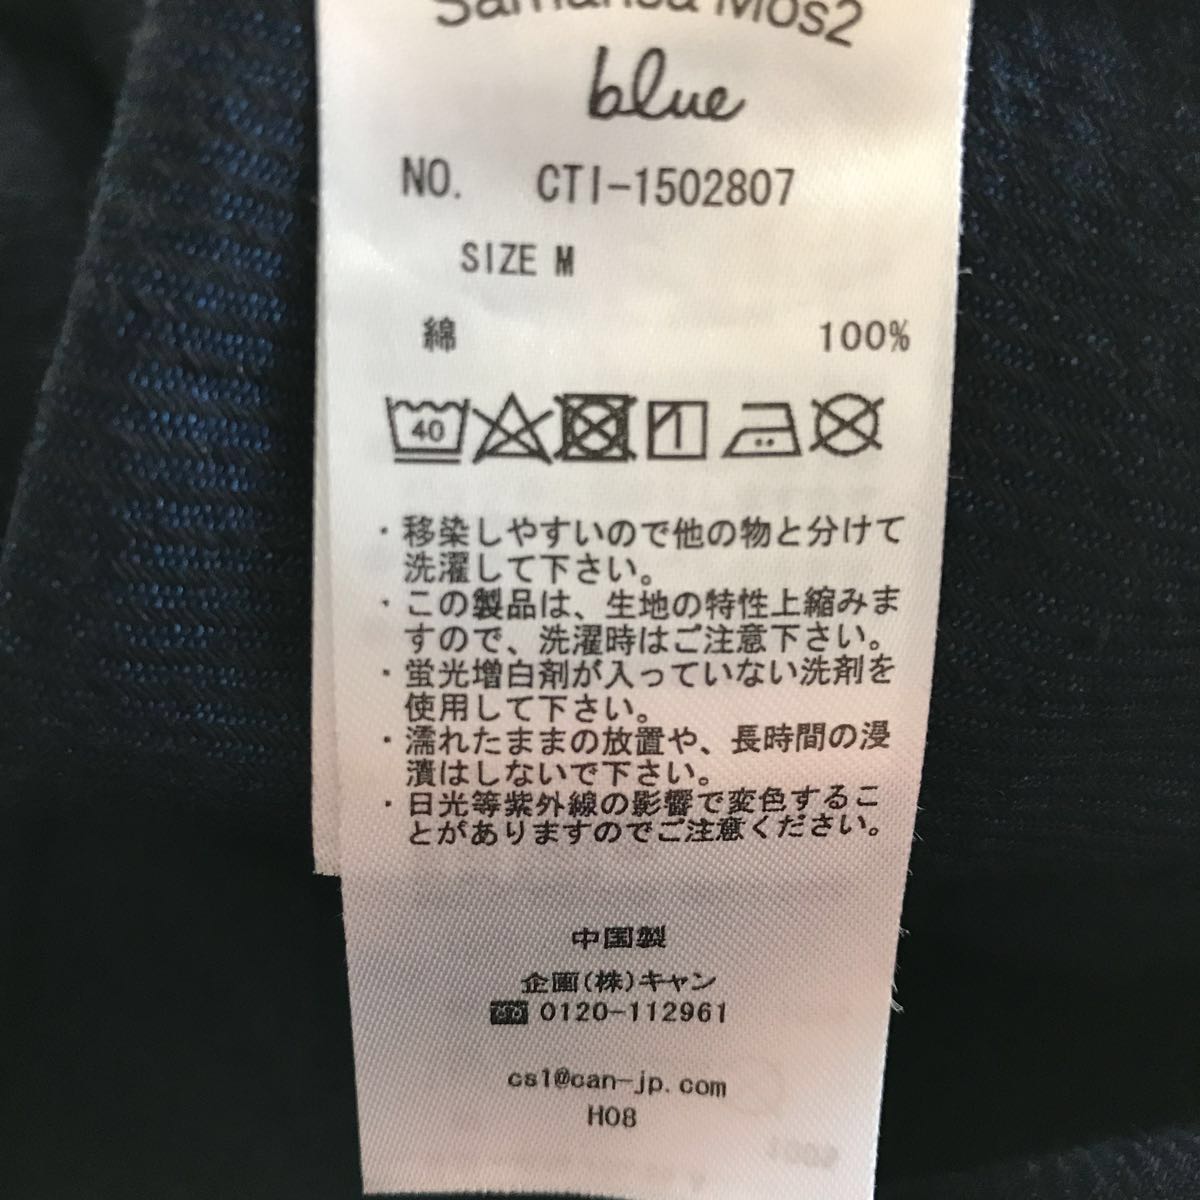 Samansa Mos2
blue
NO. CTI-1502807
SIZE M
綿 100%
40
・移染しやすいので他の物と分けて
洗濯して下さい。
・この製品は、生地の特性上縮みま
すので、洗濯時はご注意下さい。
・蛍光増白剤が入っていない洗剤を
使用して下さい。
・濡れたままの放置や、長時間の浸
漬はしないで下さい。
・日光等紫外線の影響で変色するこ
とがありますのでご注意ください。
中国製
企画(株)キャン
0120-112961
cs1@can-jp.com
H08